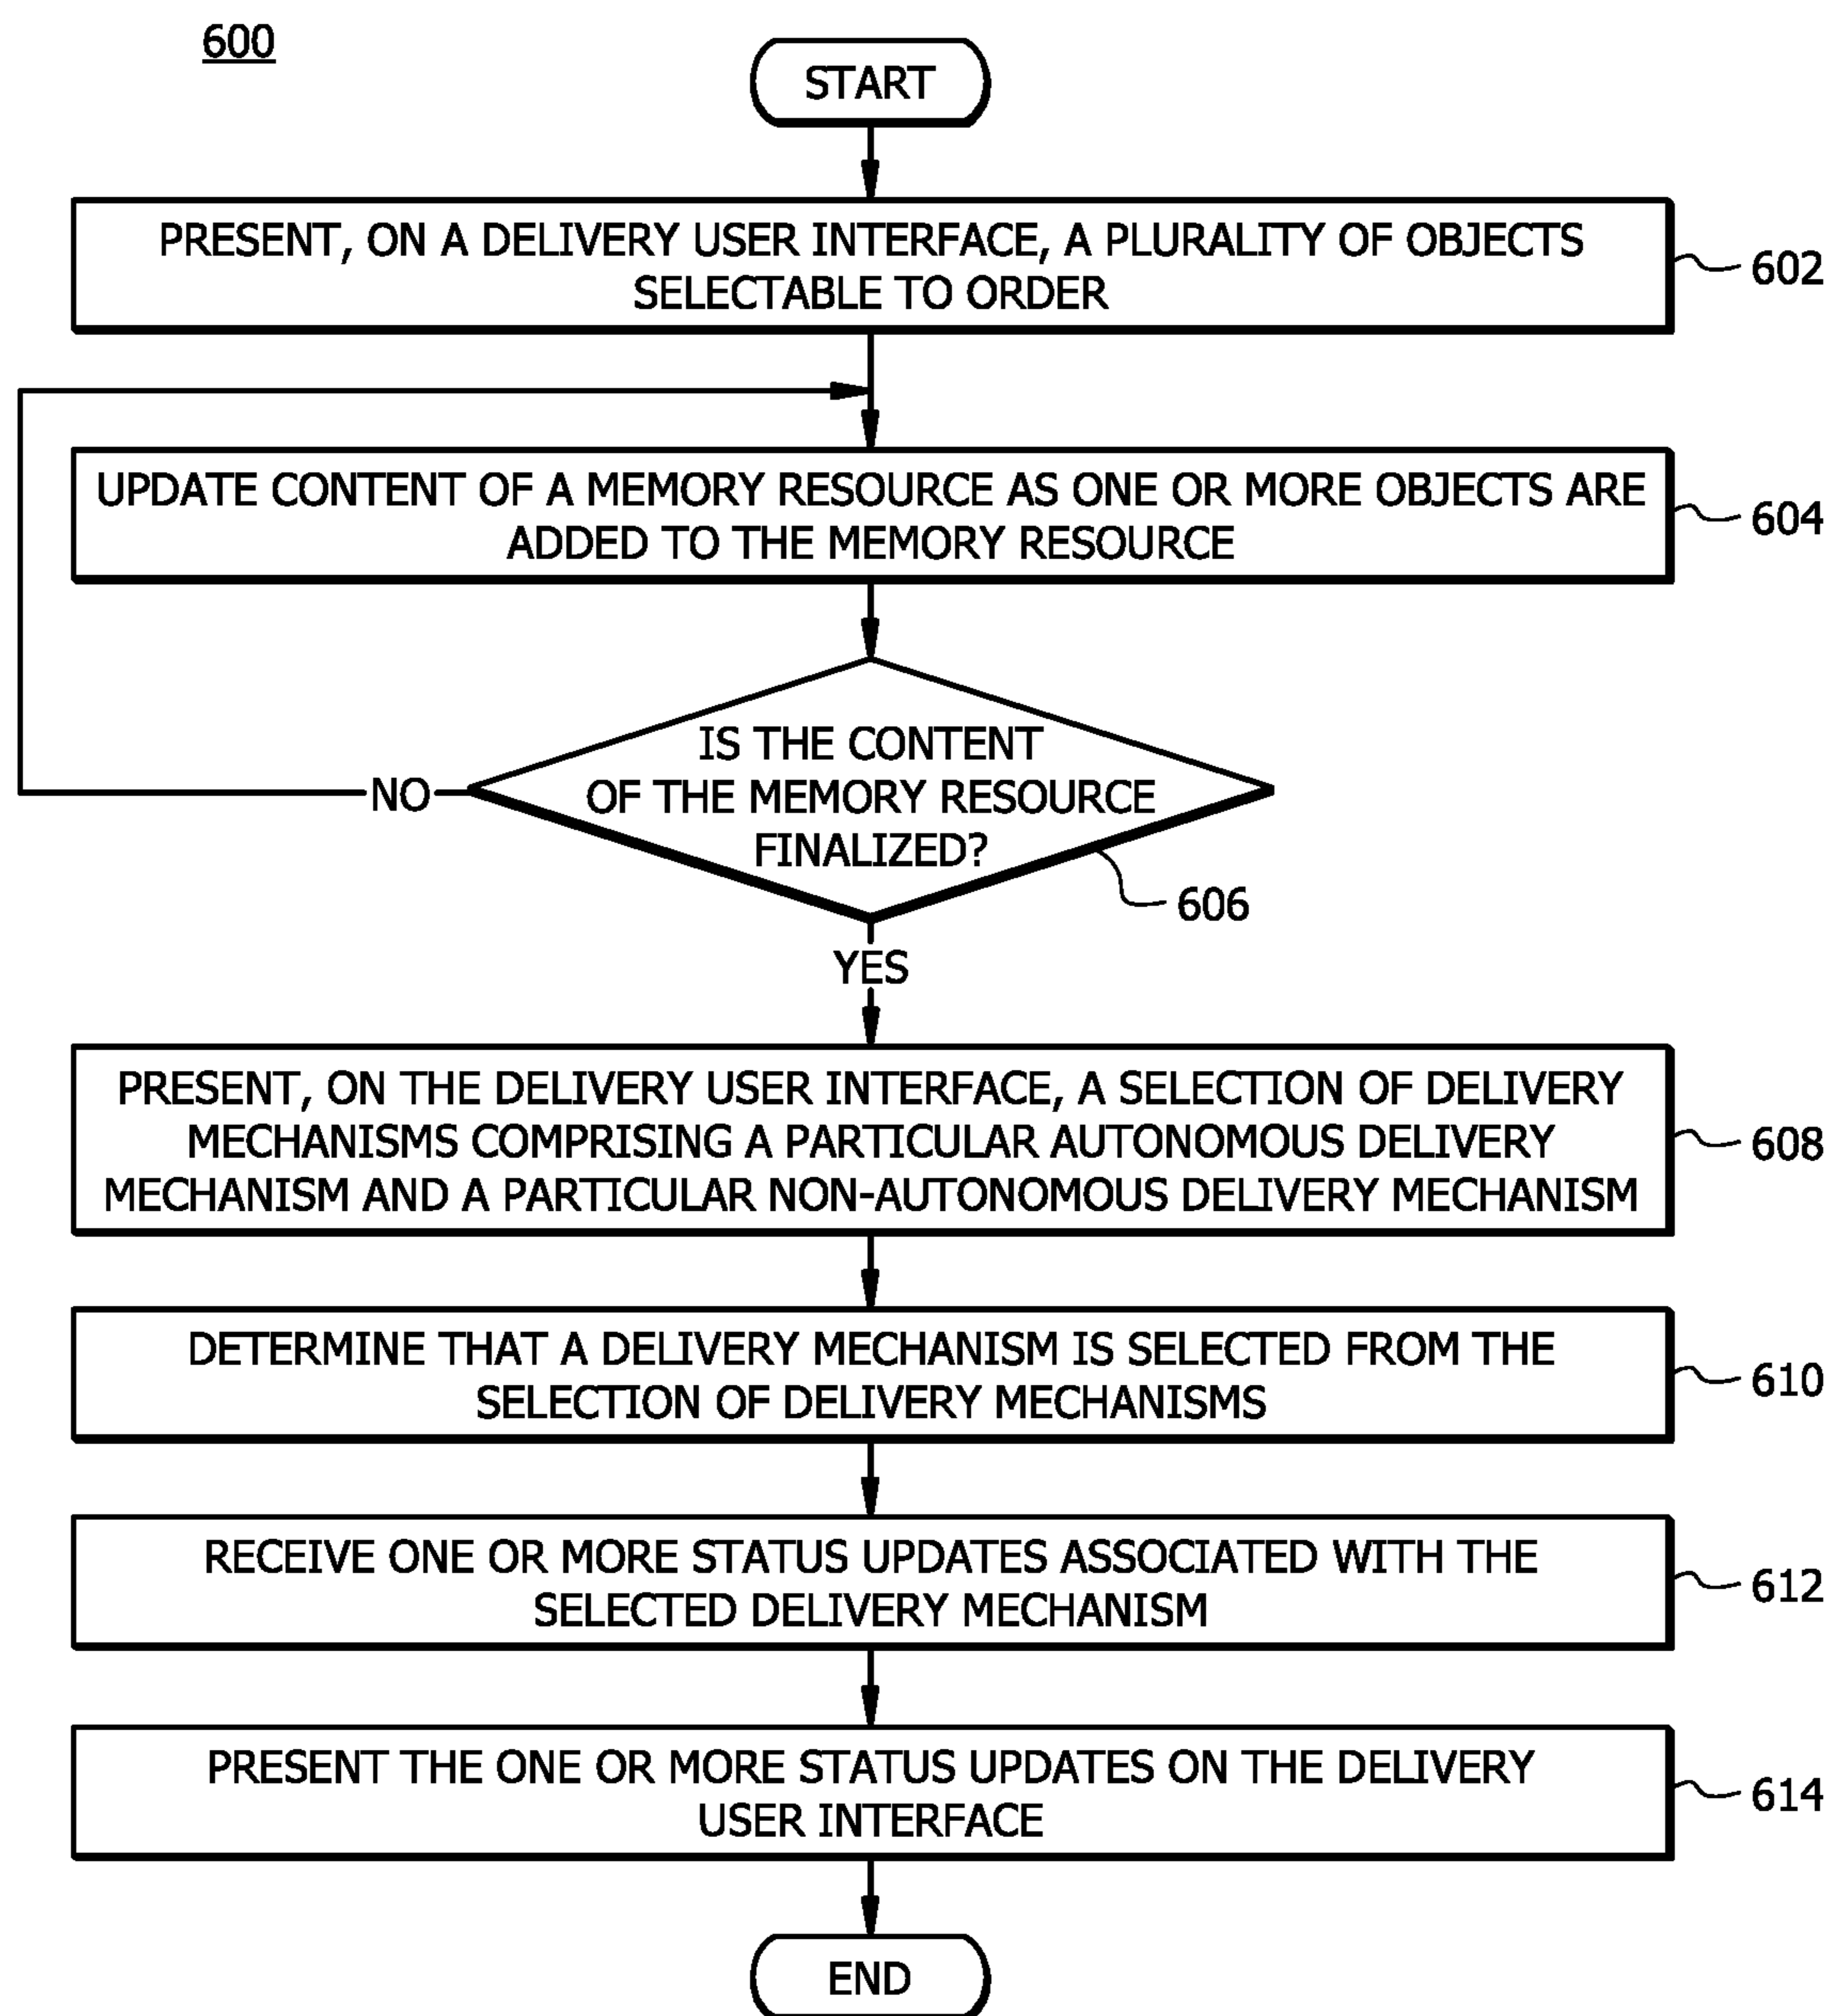 600
START
PRESENT, ON A DELIVERY USER INTERFACE, A PLURALITY OF OBJECTS
SELECTABLE TO ORDER
602
UPDATE CONTENT OF A MEMORY RESOURCE AS ONE OR MORE OBJECTS ARE
ADDED TO THE MEMORY RESOURCE
604
IS THE CONTENT
OF THE MEMORY RESOURCE
FINALIZED?
NO
606
YES
PRESENT, ON THE DELIVERY USER INTERFACE, A SELECTION OF DELIVERY
MECHANISMS COMPRISING A PARTICULAR AUTONOMOUS DELIVERY
MECHANISM AND A PARTICULAR NON-AUTONOMOUS DELIVERY MECHANISM
608
DETERMINE THAT A DELIVERY MECHANISM IS SELECTED FROM THE
SELECTION OF DELIVERY MECHANISMS
610
RECEIVE ONE OR MORE STATUS UPDATES ASSOCIATED WITH THE
SELECTED DELIVERY MECHANISM
612
PRESENT THE ONE OR MORE STATUS UPDATES ON THE DELIVERY
USER INTERFACE
614
END